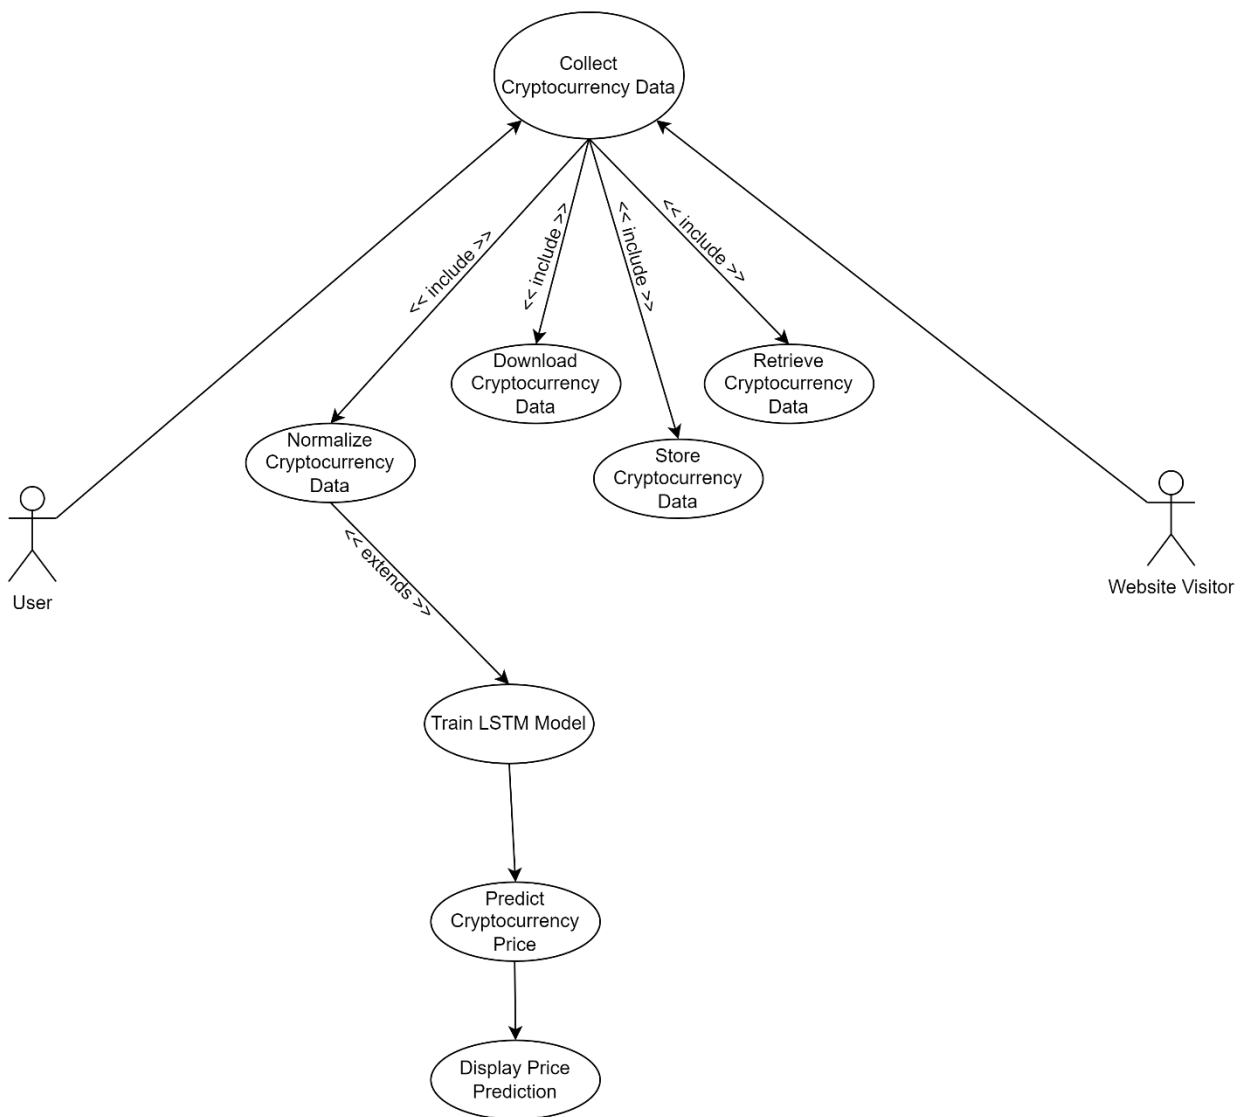 Collect
Cryptocurrency Data
<< include >>
<< include >>
<< include >>
<< include >>
Download
Cryptocurrency
Data
Retrieve
Cryptocurrency
Data
Normalize
Cryptocurrency
Data
Store
Cryptocurrency
Data
User
Website Visitor
<< extends >>
Train LSTM Model
Predict
Cryptocurrency
Price
Display Price
Prediction